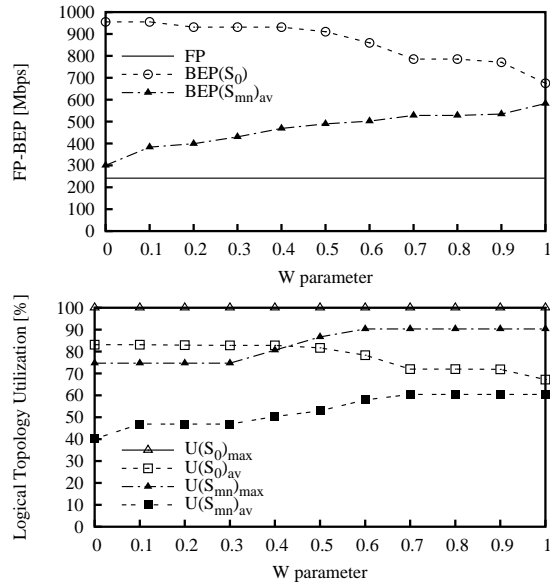 1000
900
800
700
600
500
400
300
200
100
0
FP-BEP [Mbps]
FP
BEP(S0)
BEP(Smn)av
0 0.1 0.2 0.3 0.4 0.5 0.6 0.7 0.8 0.9 1
W parameter
100
90
80
70
60
50
40
30
20
10
0
Logical Topology Utilization [%]
U(S0)max
U(S0)av
U(Smn)max
U(Smn)av
0 0.1 0.2 0.3 0.4 0.5 0.6 0.7 0.8 0.9 1
W parameter